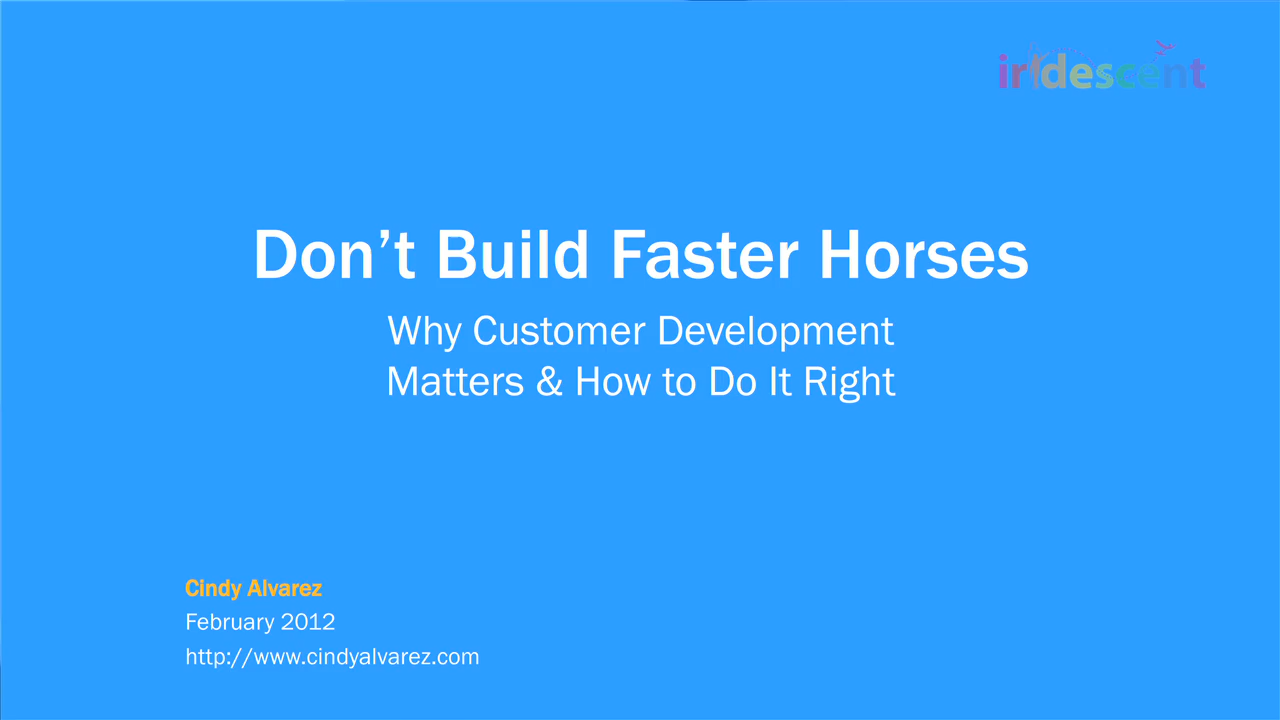 iridescent
Don’t Build Faster Horses
Why Customer Development
Matters & How to Do It Right
Cindy Alvarez
February 2012
http://www.cindyalvarez.com